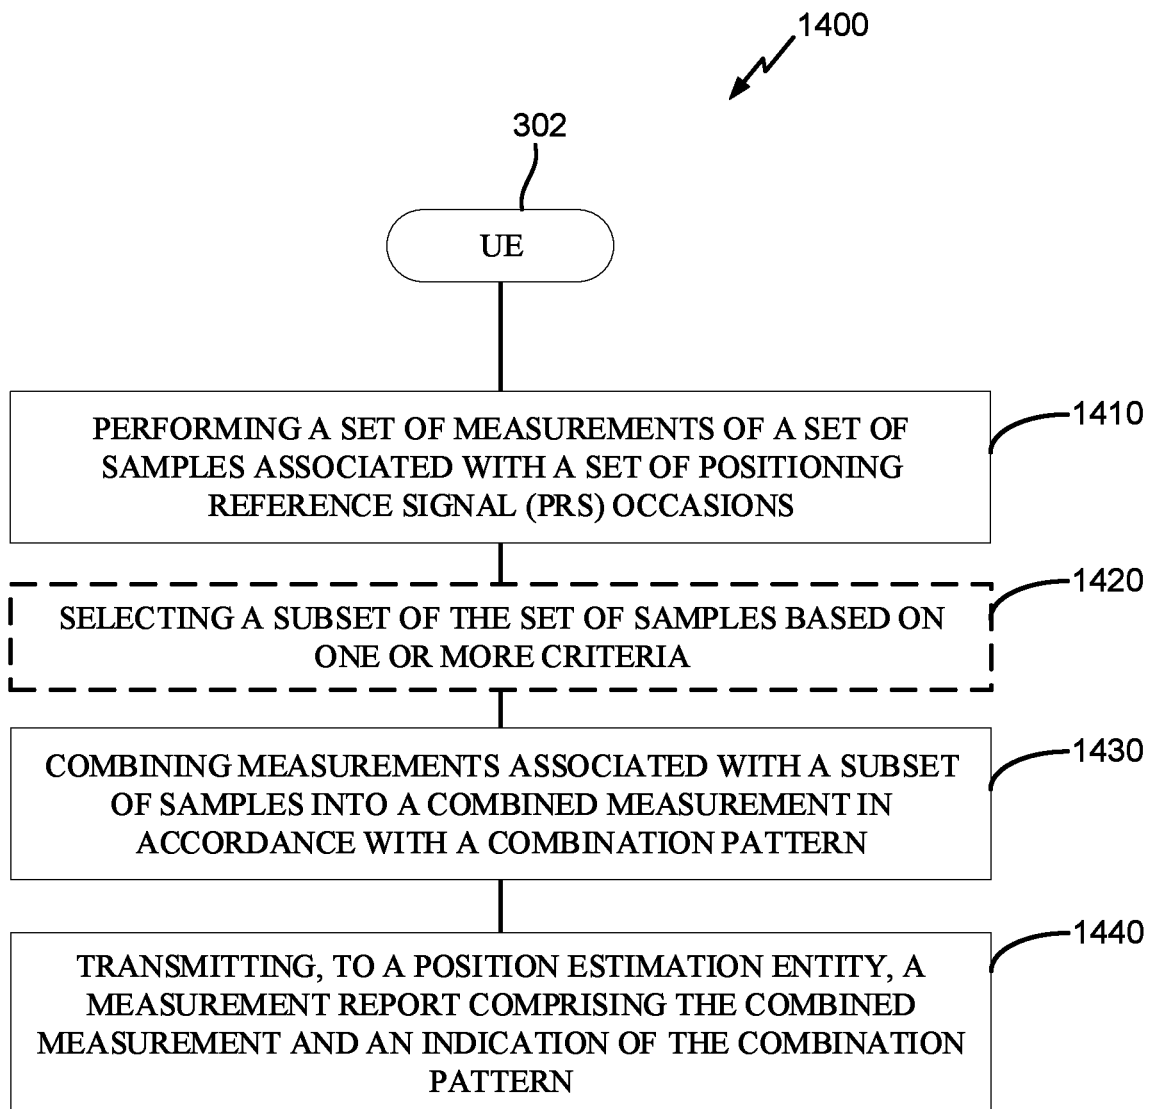 1400
302
UE
PERFORMING A SET OF MEASUREMENTS OF A SET OF
SAMPLES ASSOCIATED WITH A SET OF POSITIONING
REFERENCE SIGNAL (PRS) OCCASIONS
1410
SELECTING A SUBSET OF THE SET OF SAMPLES BASED ON
ONE OR MORE CRITERIA
1420
COMBINING MEASUREMENTS ASSOCIATED WITH A SUBSET
OF SAMPLES INTO A COMBINED MEASUREMENT IN
ACCORDANCE WITH A COMBINATION PATTERN
1430
TRANSMITTING, TO A POSITION ESTIMATION ENTITY, A
MEASUREMENT REPORT COMPRISING THE COMBINED
MEASUREMENT AND AN INDICATION OF THE COMBINATION
PATTERN
1440